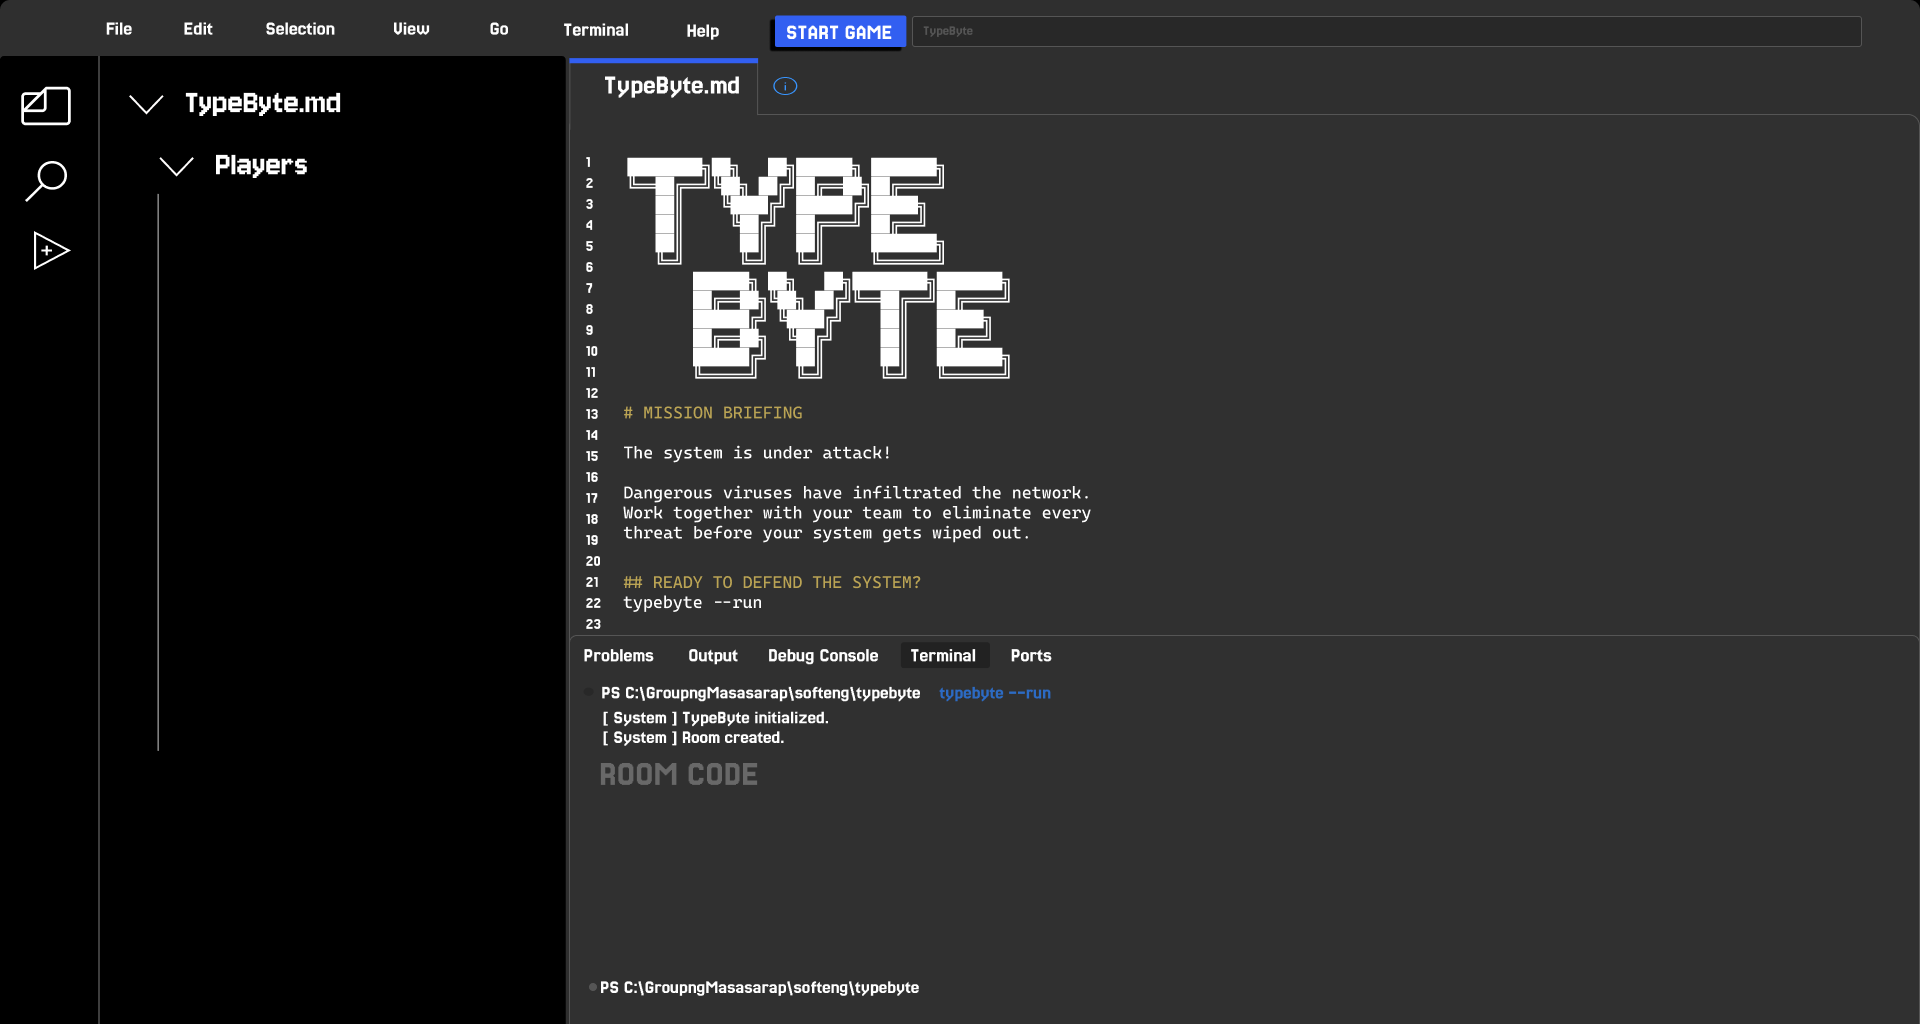 File Edit Selection View Go Terminal Help START GAME TypeByte
TypeByte.md
Players
TypeByte.md
1
2
3
4
5
6
7
8
9
10
11
12
13
14
15
16
17
18
19
20
21
22
23
TYPE
BYTE
# MISSION BRIEFING
The system is under attack!
Dangerous viruses have infiltrated the network.
Work together with your team to eliminate every
threat before your system gets wiped out.
## READY TO DEFEND THE SYSTEM?
typebyte --run
Problems Output Debug Console Terminal Ports
PS C:\GroupngMasasarap\softeng\typebyte typebyte --run
[ System ] TypeByte initialized.
[ System ] Room created.
ROOM CODE
PS C:\GroupngMasasarap\softeng\typebyte